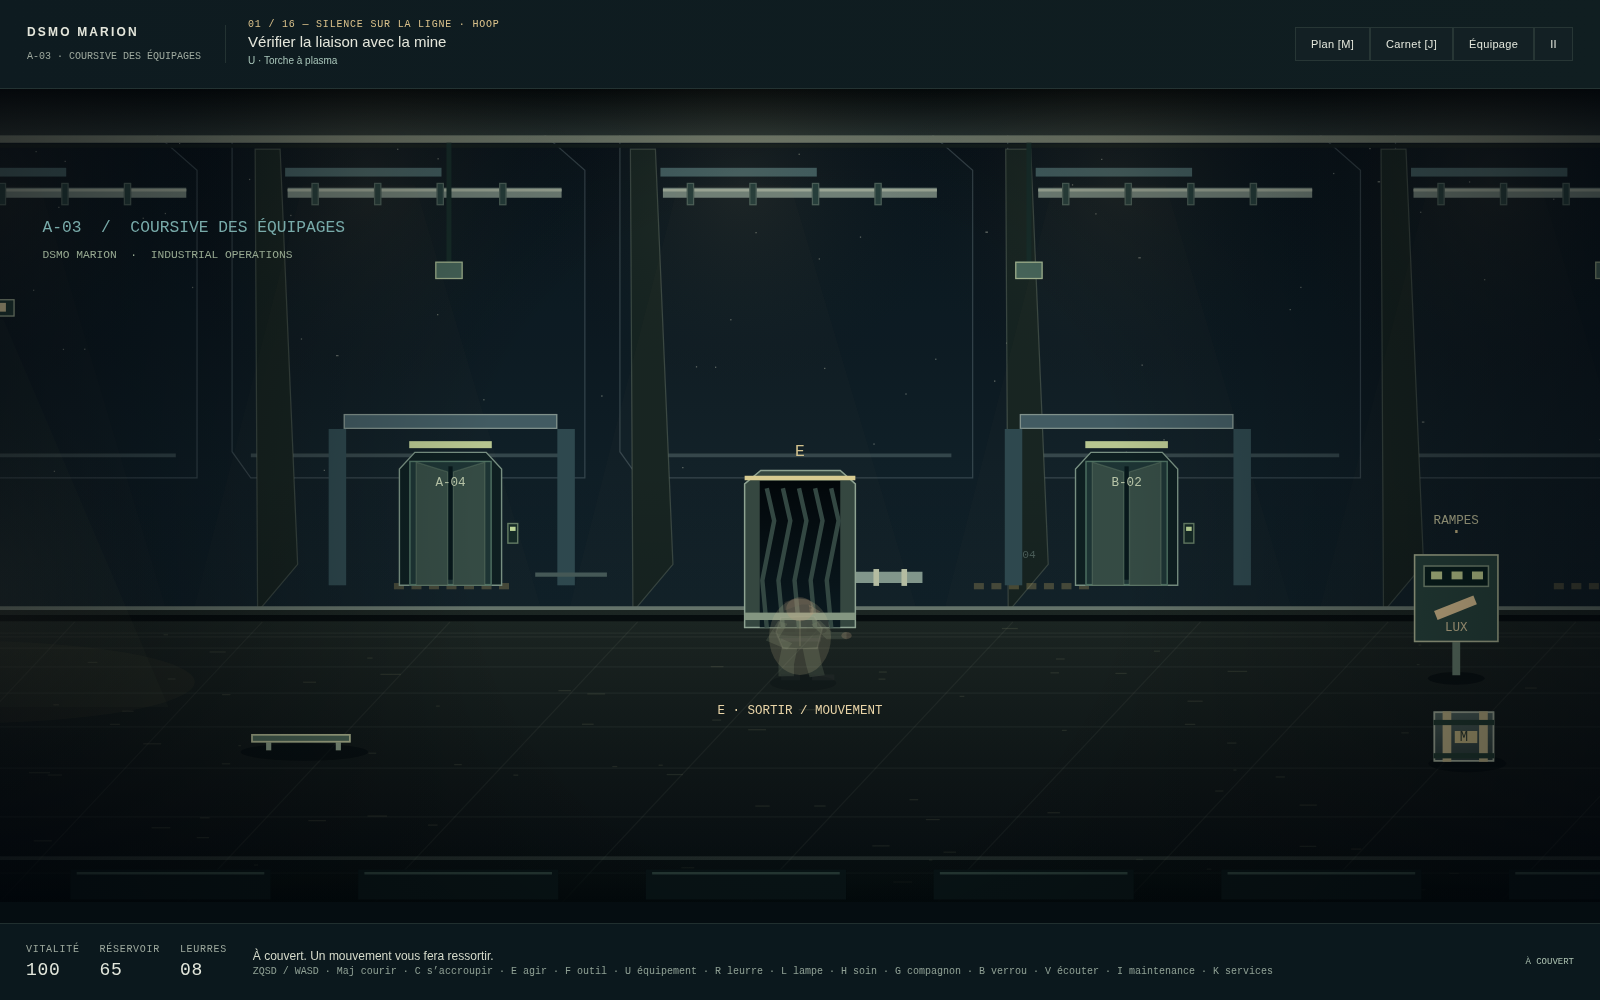 DSMO MARION
A-03 · COURSIVE DES ÉQUIPAGES
01 / 16 — SILENCE SUR LA LIGNE · HOOP
Vérifier la liaison avec la mine
U · Torche à plasma
Plan [M]
Carnet [J]
Équipage
II
A-03 / COURSIVE DES ÉQUIPAGES
DSMO MARION · INDUSTRIAL OPERATIONS
E
A-04
B-02
04
RAMPES
LUX
M
E · SORTIR / MOUVEMENT
VITALITÉ
100
RÉSERVOIR
65
LEURRES
08
À couvert. Un mouvement vous fera ressortir.
ZQSD / WASD · Maj courir · C s’accroupir · E agir · F outil · U équipement · R leurre · L lampe · H soin · G compagnon · B verrou · V écouter · I maintenance · K services
À COUVERT